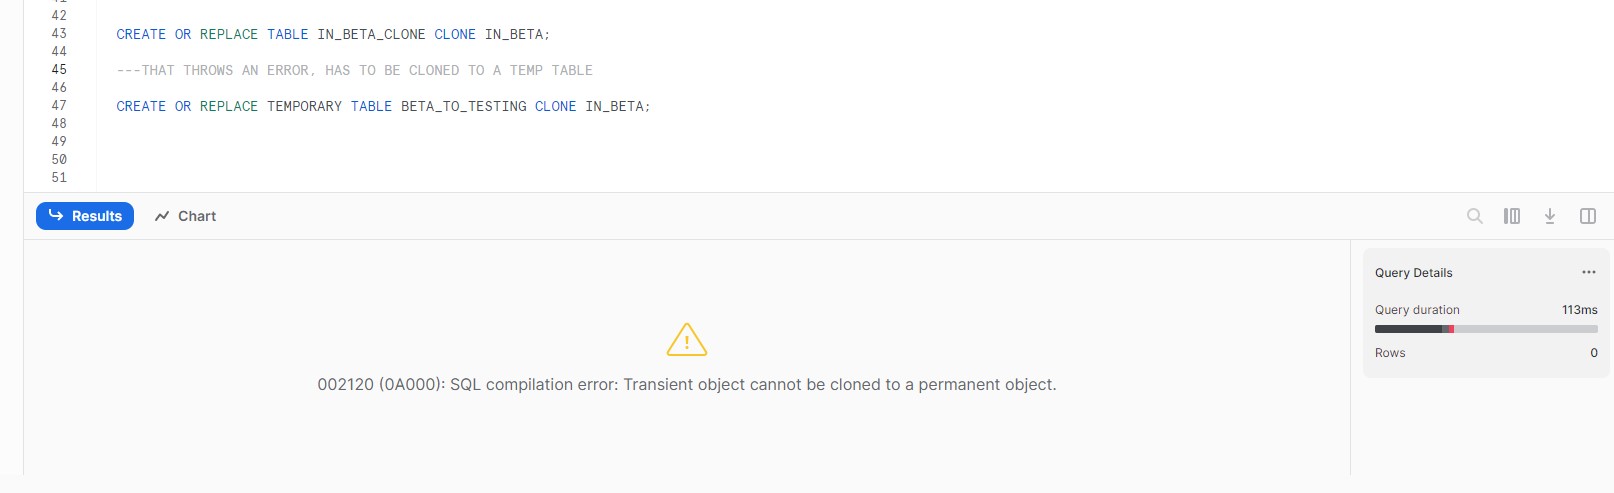 42
43 CREATE OR REPLACE TABLE IN_BETA_CLONE CLONE IN_BETA;
44
45 ---THAT THROWS AN ERROR, HAS TO BE CLONED TO A TEMP TABLE
46
47 CREATE OR REPLACE TEMPORARY TABLE BETA_TO_TESTING CLONE IN_BETA;
48
49
50
51
Results Chart
Query Details
Query duration 113ms
Rows 0
002120 (0A000): SQL compilation error: Transient object cannot be cloned to a permanent object.